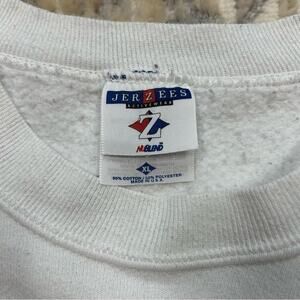 JERZEES
ACTIVEWEAR
Z
NUBLEND
XL
50% COTTON / 50% POLYESTER
MADE IN U.S.A.